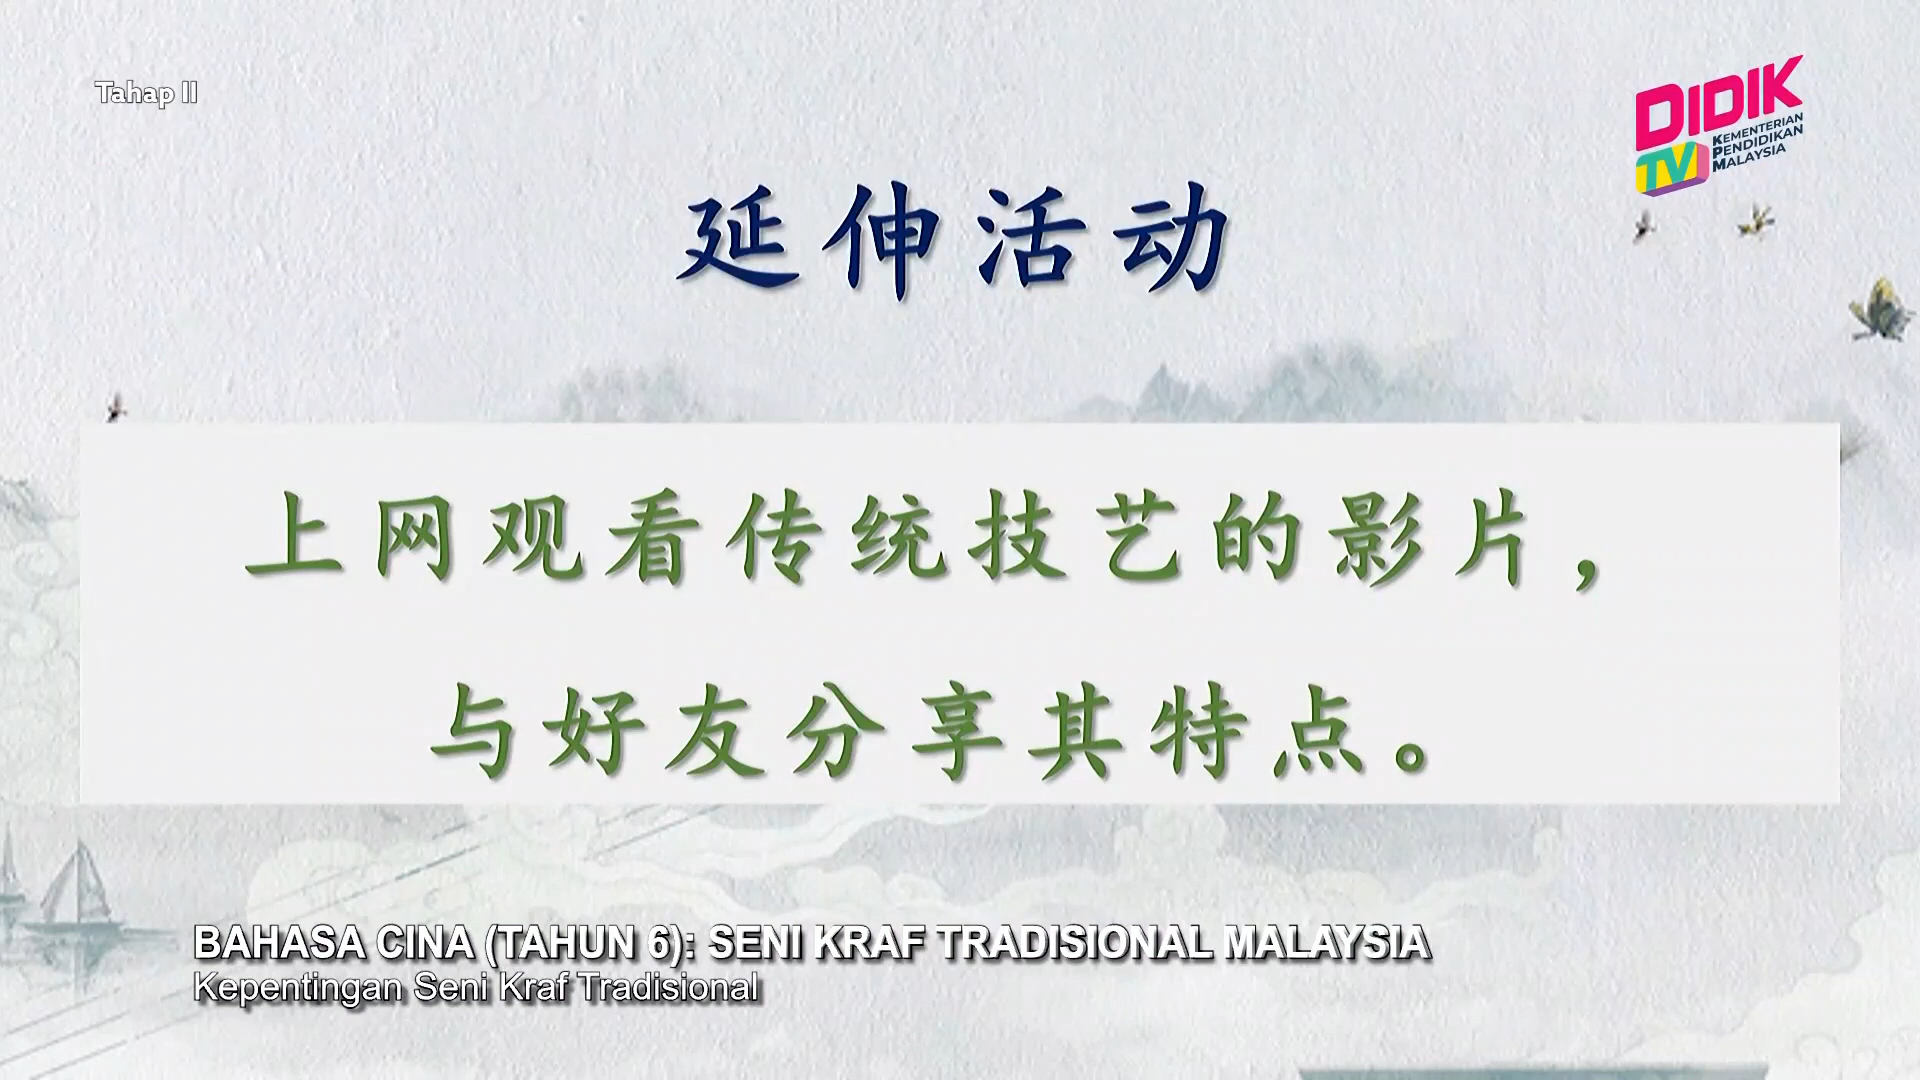 Tahap II
DIDIK
TV
KEMENTERIAN
PENDIDIKAN
MALAYSIA
延伸活动
上网观看传统技艺的影片，
与好友分享其特点。
BAHASA CINA (TAHUN 6): SENI KRAF TRADISIONAL MALAYSIA
Kepentingan Seni Kraf Tradisional